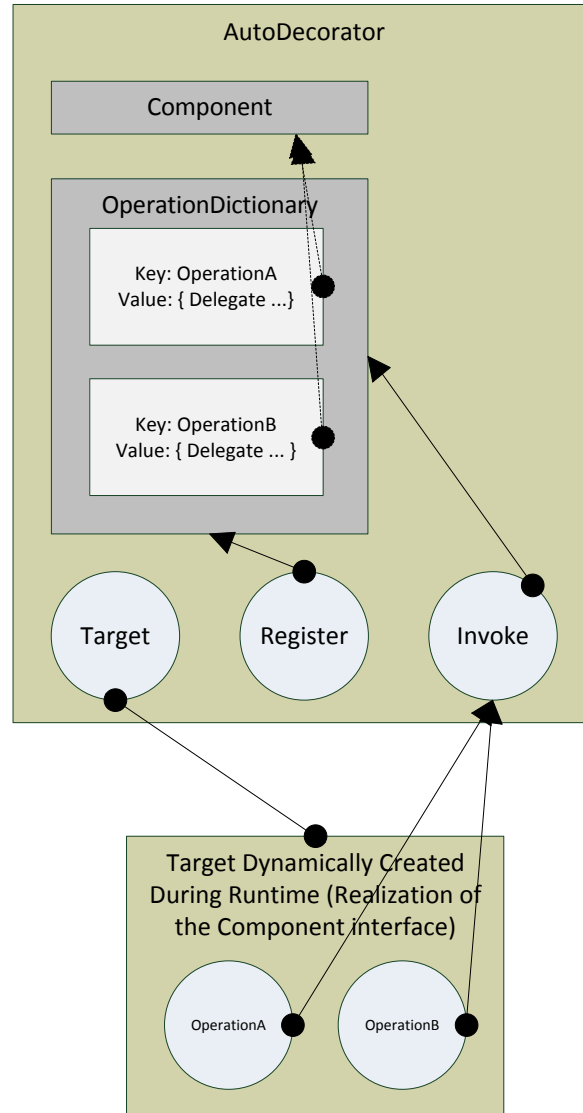 AutoDecorator
Component
OperationDictionary
Key: OperationA
Value: { Delegate ...}
Key: OperationB
Value: { Delegate ... }
Target
Register
Invoke
Target Dynamically Created
During Runtime (Realization of
the Component interface)
OperationA
OperationB